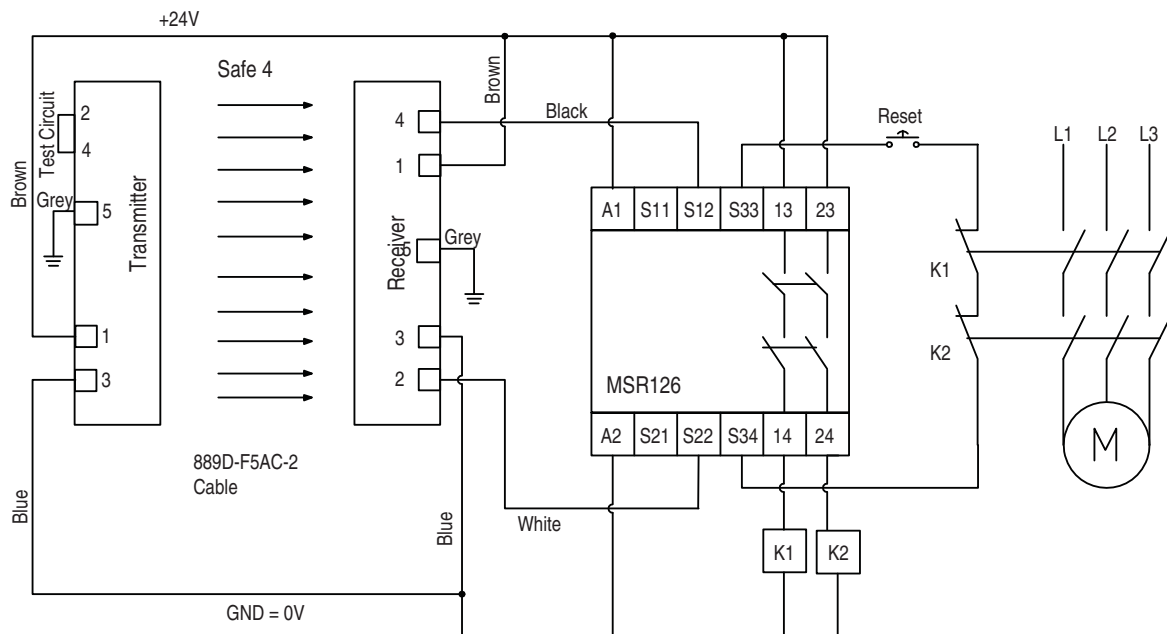 +24V
Safe 4
Brown
Test Circuit
2
4
Grey
5
Transmitter
1
3
Blue
889D-F5AC-2
Cable
GND = 0V
Receiver
4
1
5
Grey
3
2
Brown
Black
Blue
White
A1 S11 S12 S33 13 23
MSR126
A2 S21 S22 S34 14 24
K1 K2
Reset
K1
K2
L1 L2 L3
M